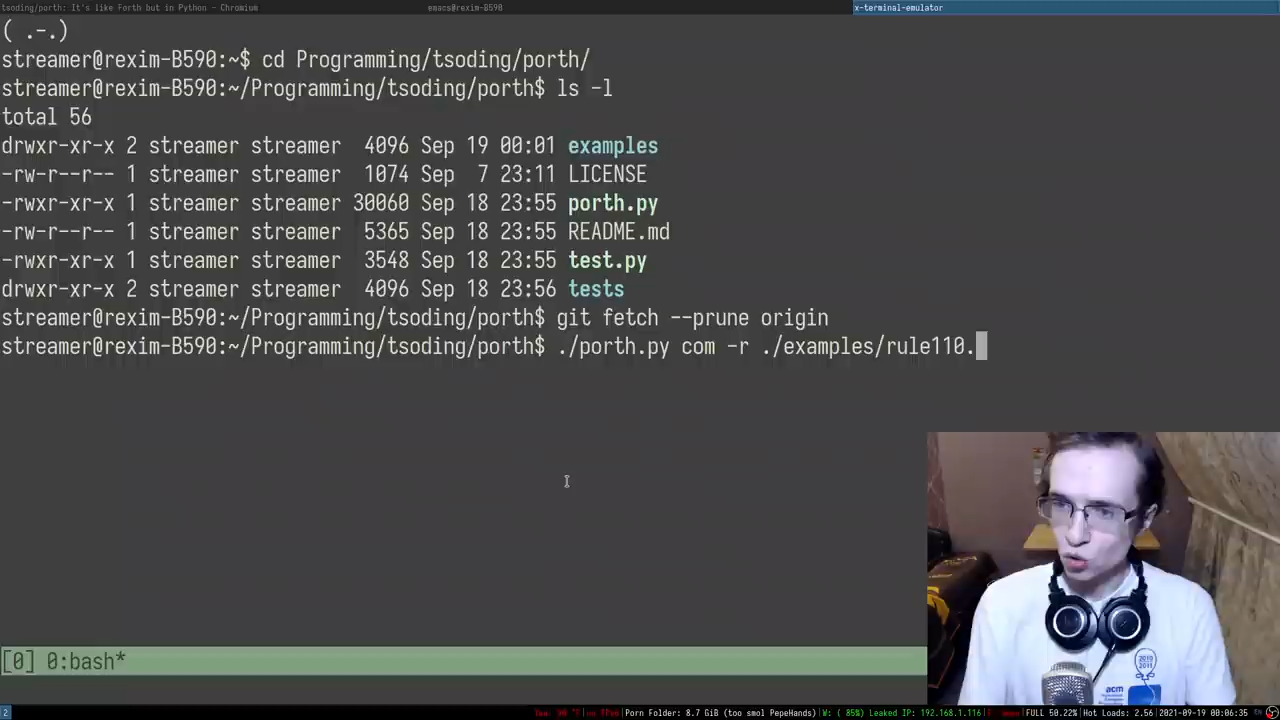 tsoding/porth: It's like Forth but in Python - Chromium
emacs@rexim-B590
x-terminal-emulator
( .-.)
streamer@rexim-B590:~$ cd Programming/tsoding/porth/
streamer@rexim-B590:~/Programming/tsoding/porth$ ls -l
total 56
drwxr-xr-x 2 streamer streamer  4096 Sep 19 00:01 examples
-rw-r--r-- 1 streamer streamer  1074 Sep  7 23:11 LICENSE
-rwxr-xr-x 1 streamer streamer 30060 Sep 18 23:55 porth.py
-rw-r--r-- 1 streamer streamer  5365 Sep 18 23:55 README.md
-rwxr-xr-x 1 streamer streamer  3548 Sep 18 23:55 test.py
drwxr-xr-x 2 streamer streamer  4096 Sep 18 23:56 tests
streamer@rexim-B590:~/Programming/tsoding/porth$ git fetch --prune origin
streamer@rexim-B590:~/Programming/tsoding/porth$ ./porth.py com -r ./examples/rule110.
2010
2011
acm
[0] 0:bash*
2
Porn Folder: 8.7 GiB (too smol PepeHands)
W: ( 85%) Leaked IP: 192.168.1.116
FULL 50.22%
Hot Loads: 2.56
2021-09-19 00:06:35